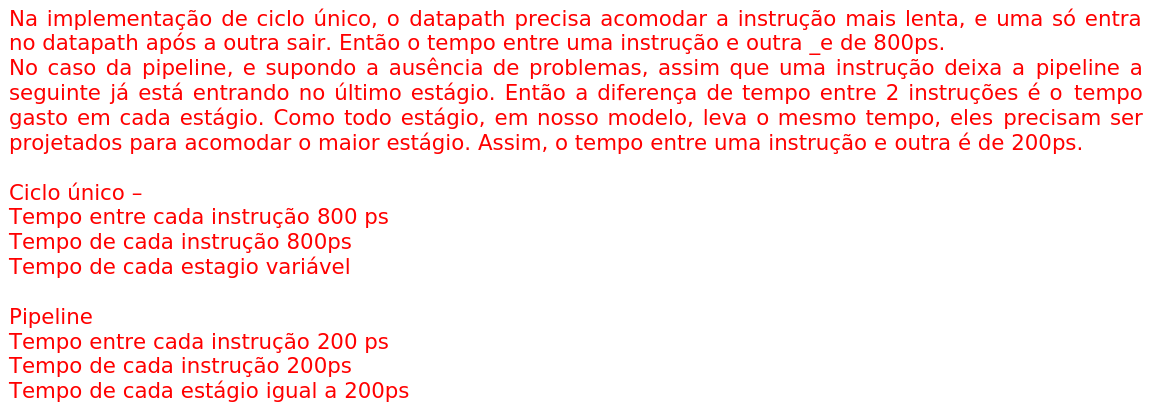 Na implementação de ciclo único, o datapath precisa acomodar a instrução mais lenta, e uma só entra
no datapath após a outra sair. Então o tempo entre uma instrução e outra _e de 800ps.
No caso da pipeline, e supondo a ausência de problemas, assim que uma instrução deixa a pipeline a
seguinte já está entrando no último estágio. Então a diferença de tempo entre 2 instruções é o tempo
gasto em cada estágio. Como todo estágio, em nosso modelo, leva o mesmo tempo, eles precisam ser
projetados para acomodar o maior estágio. Assim, o tempo entre uma instrução e outra é de 200ps.
Ciclo único –
Tempo entre cada instrução 800 ps
Tempo de cada instrução 800ps
Tempo de cada estagio variável
Pipeline
Tempo entre cada instrução 200 ps
Tempo de cada instrução 200ps
Tempo de cada estágio igual a 200ps